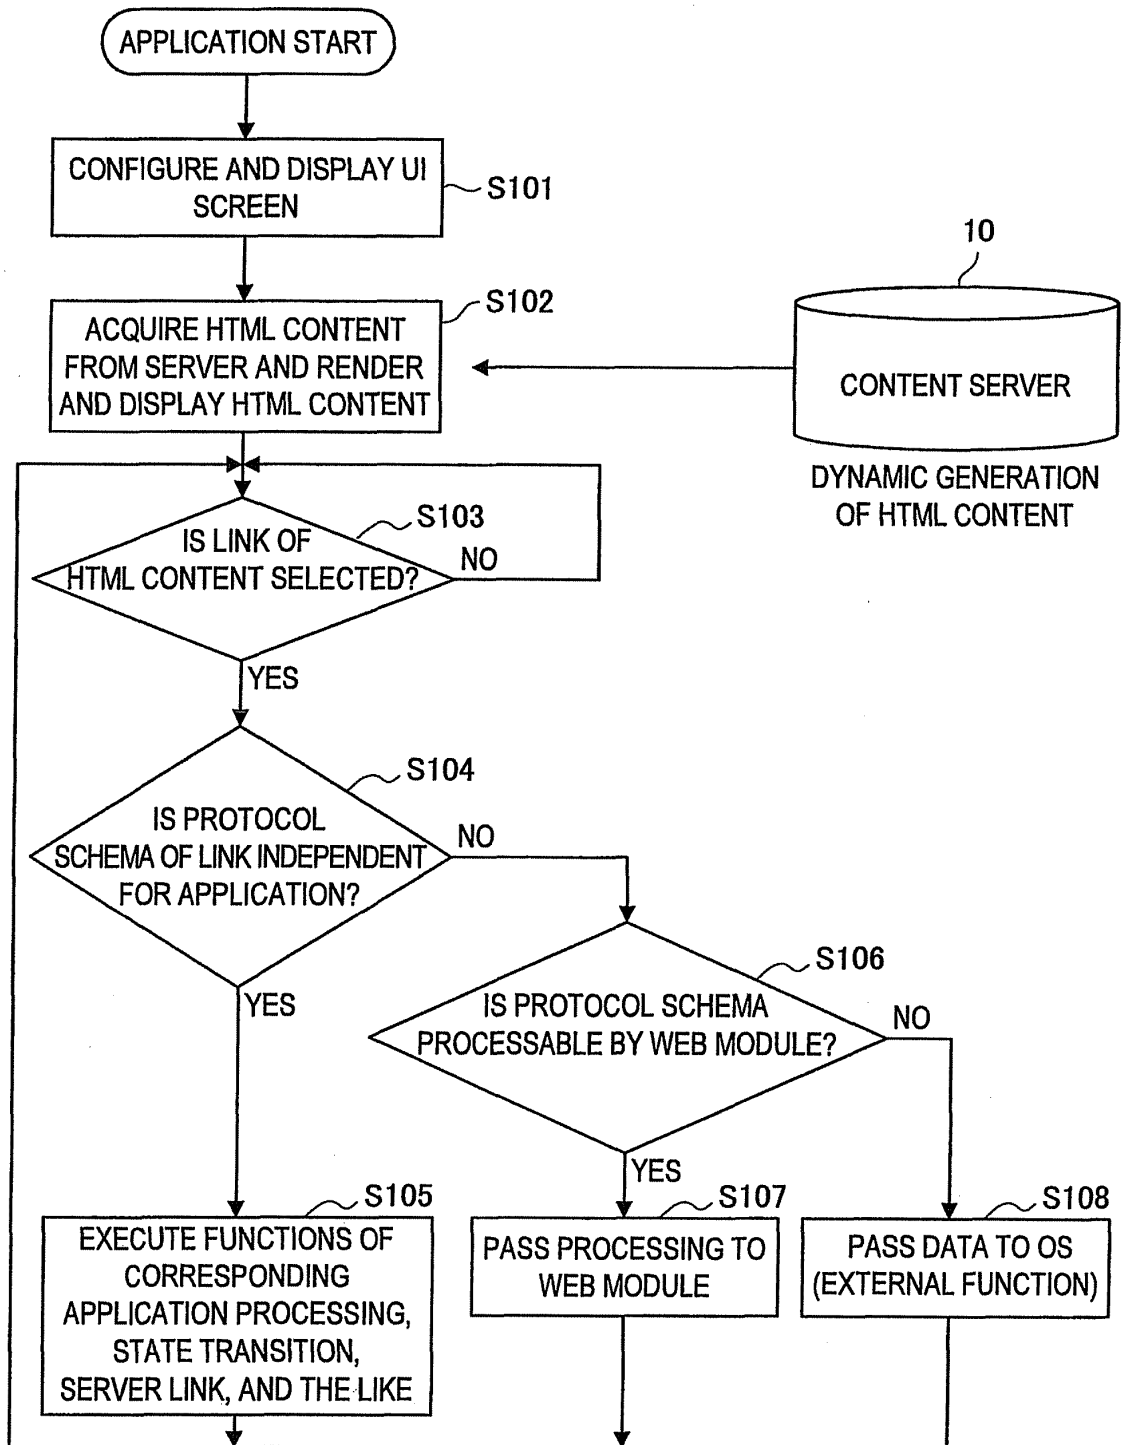 APPLICATION START
CONFIGURE AND DISPLAY UI
SCREEN
S101
10
S102
ACQUIRE HTML CONTENT
FROM SERVER AND RENDER
AND DISPLAY HTML CONTENT
CONTENT SERVER
DYNAMIC GENERATION
OF HTML CONTENT
S103
IS LINK OF
HTML CONTENT SELECTED?
NO
YES
S104
IS PROTOCOL
SCHEMA OF LINK INDEPENDENT
FOR APPLICATION?
NO
YES
S106
IS PROTOCOL SCHEMA
PROCESSABLE BY WEB MODULE?
NO
YES
S105
EXECUTE FUNCTIONS OF
CORRESPONDING
APPLICATION PROCESSING,
STATE TRANSITION,
SERVER LINK, AND THE LIKE
S107
PASS PROCESSING TO
WEB MODULE
S108
PASS DATA TO OS
(EXTERNAL FUNCTION)